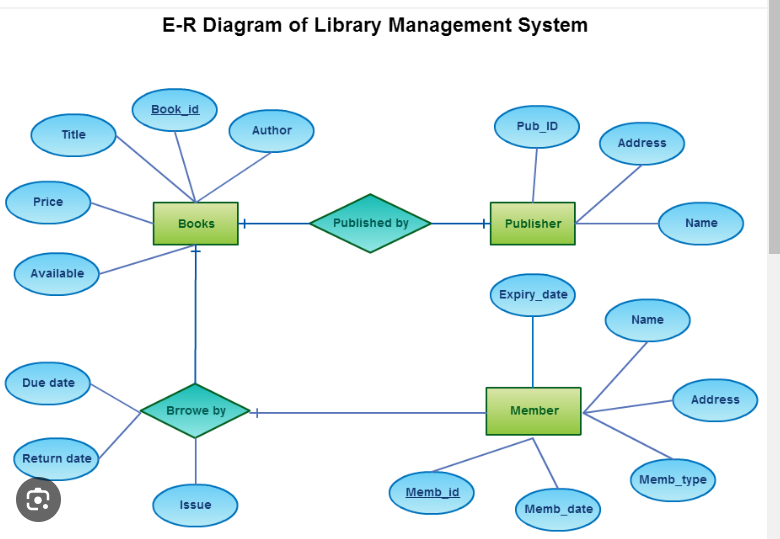 E-R Diagram of Library Management System
Book_id
Title
Author
Pub_ID
Address
Price
Books
Published by
Publisher
Name
Available
Expiry_date
Name
Due date
Brrowe by
Member
Address
Return date
Memb_id
Memb_type
Issue
Memb_date